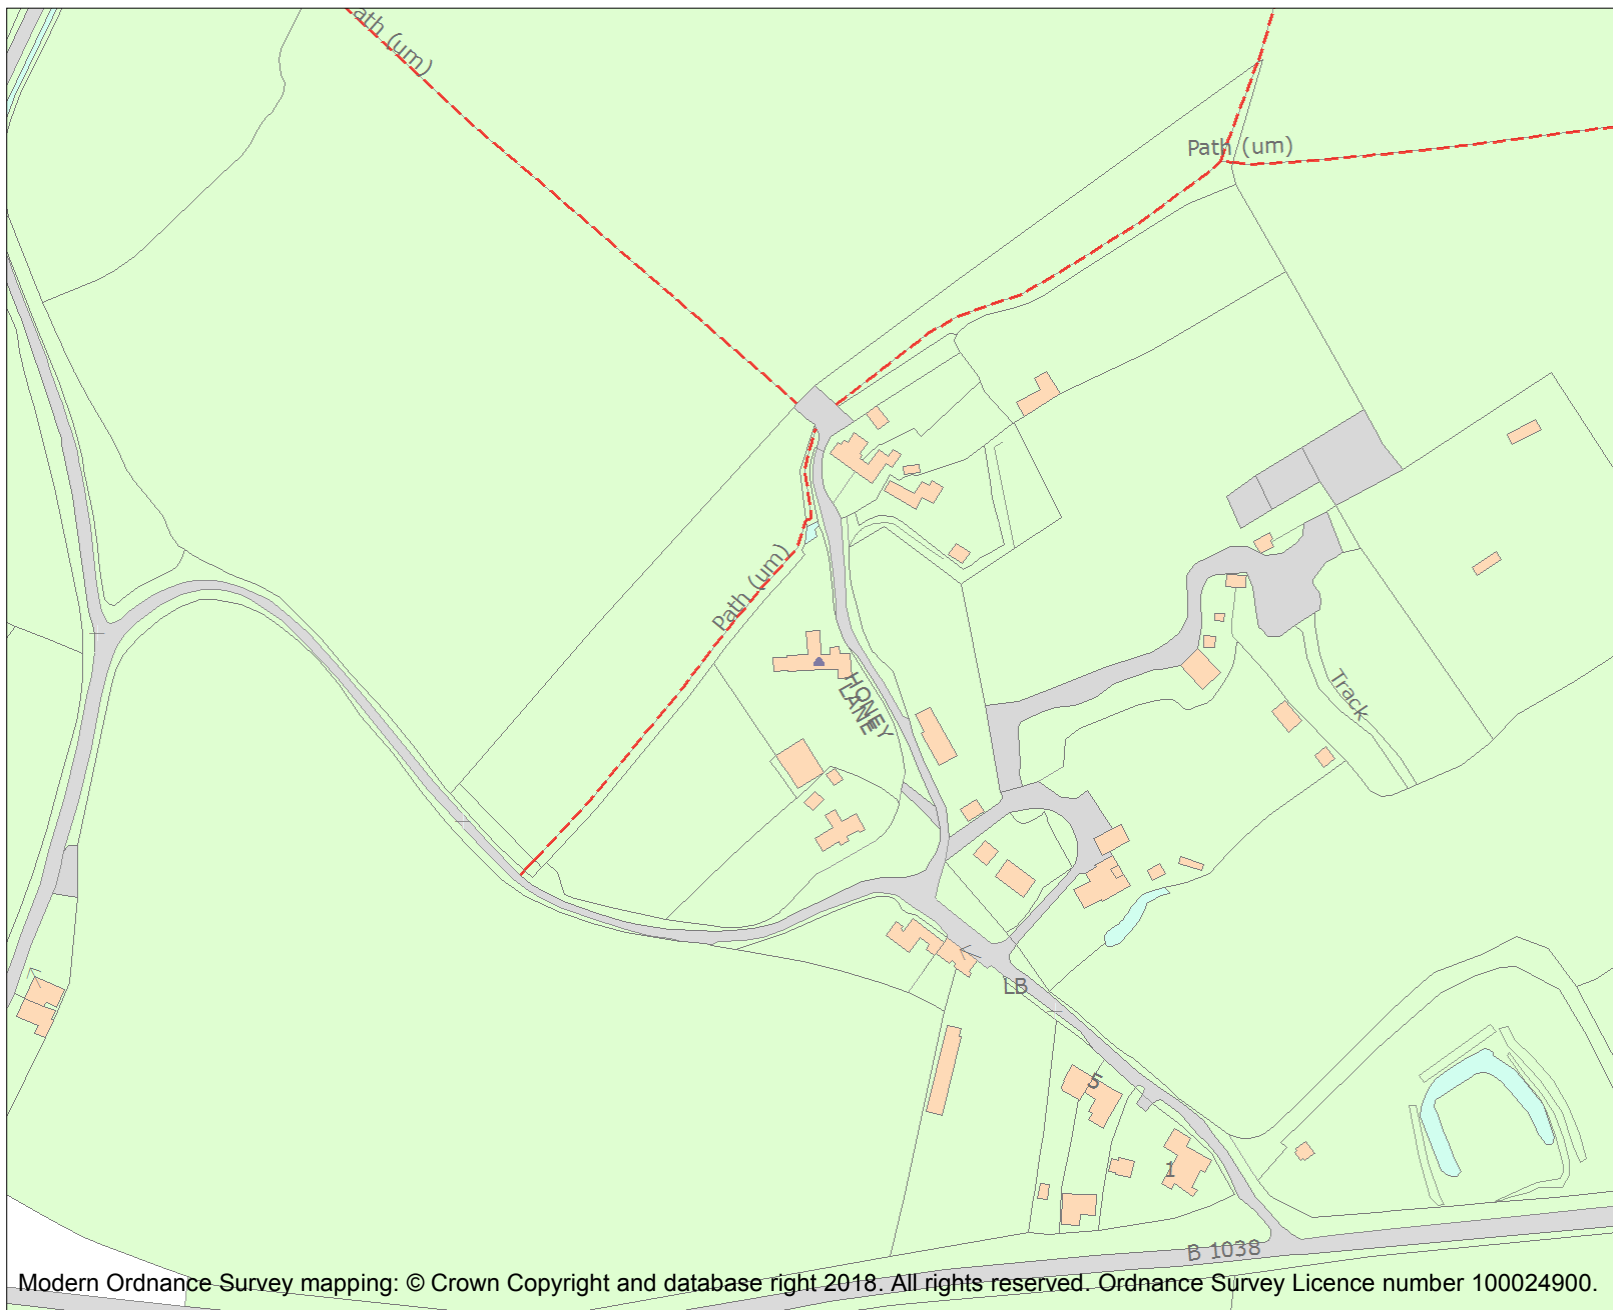 ath (um)
Path (um)
Path (um)
HONEY
LANE
Track
LB
5
1
B 1038
Modern Ordnance Survey mapping: © Crown Copyright and database right 2018. All rights reserved. Ordnance Survey Licence number 100024900.